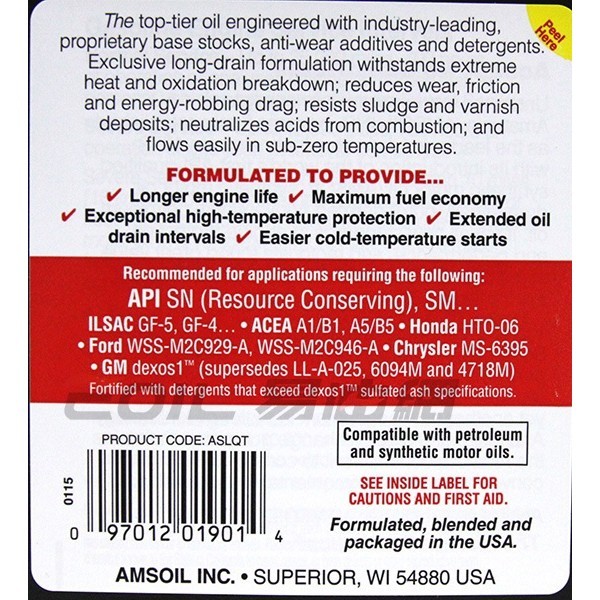 The top-tier oil engineered with industry-leading,
proprietary base stocks, anti-wear additives and detergents.
Exclusive long-drain formulation withstands extreme
heat and oxidation breakdown; reduces wear, friction
and energy-robbing drag; resists sludge and varnish
deposits; neutralizes acids from combustion; and
flows easily in sub-zero temperatures.
Peel
Here
FORMULATED TO PROVIDE...
✓ Longer engine life ✓ Maximum fuel economy
✓ Exceptional high-temperature protection ✓ Extended oil
drain intervals ✓ Easier cold-temperature starts
Recommended for applications requiring the following:
API SN (Resource Conserving), SM...
ILSAC GF-5, GF-4... • ACEA A1/B1, A5/B5 • Honda HTO-06
• Ford WSS-M2C929-A, WSS-M2C946-A • Chrysler MS-6395
• GM dexos1™ (supersedes LL-A-025, 6094M and 4718M)
Fortified with detergents that exceed dexos1™ sulfated ash specifications.
PRODUCT CODE: ASLQT
0115
0 97012 01901 4
Compatible with petroleum
and synthetic motor oils.
SEE INSIDE LABEL FOR
CAUTIONS AND FIRST AID.
Formulated, blended and
packaged in the USA.
AMSOIL INC. • SUPERIOR, WI 54880 USA